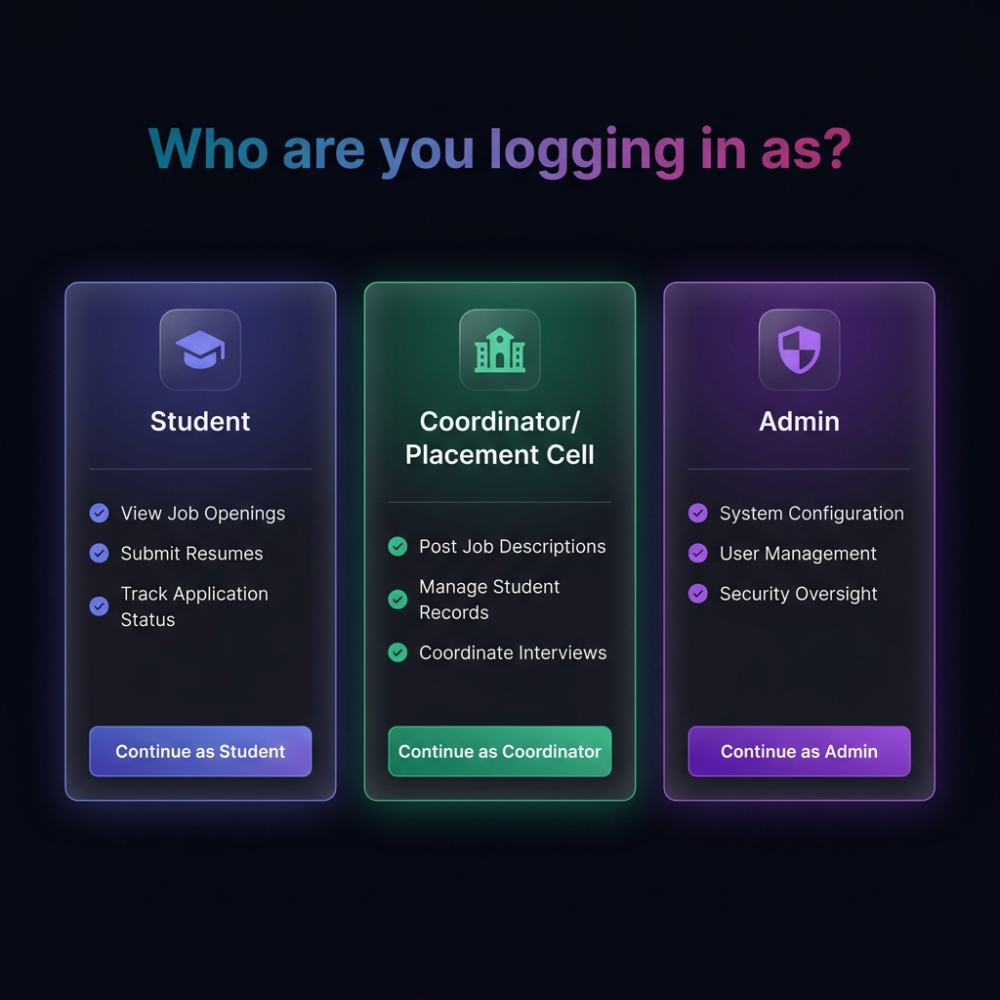 Who are you logging in as?
Student
View Job Openings
Submit Resumes
Track Application
Status
Continue as Student
Coordinator/
Placement Cell
Post Job Descriptions
Manage Student
Records
Coordinate Interviews
Continue as Coordinator
Admin
System Configuration
User Management
Security Oversight
Continue as Admin